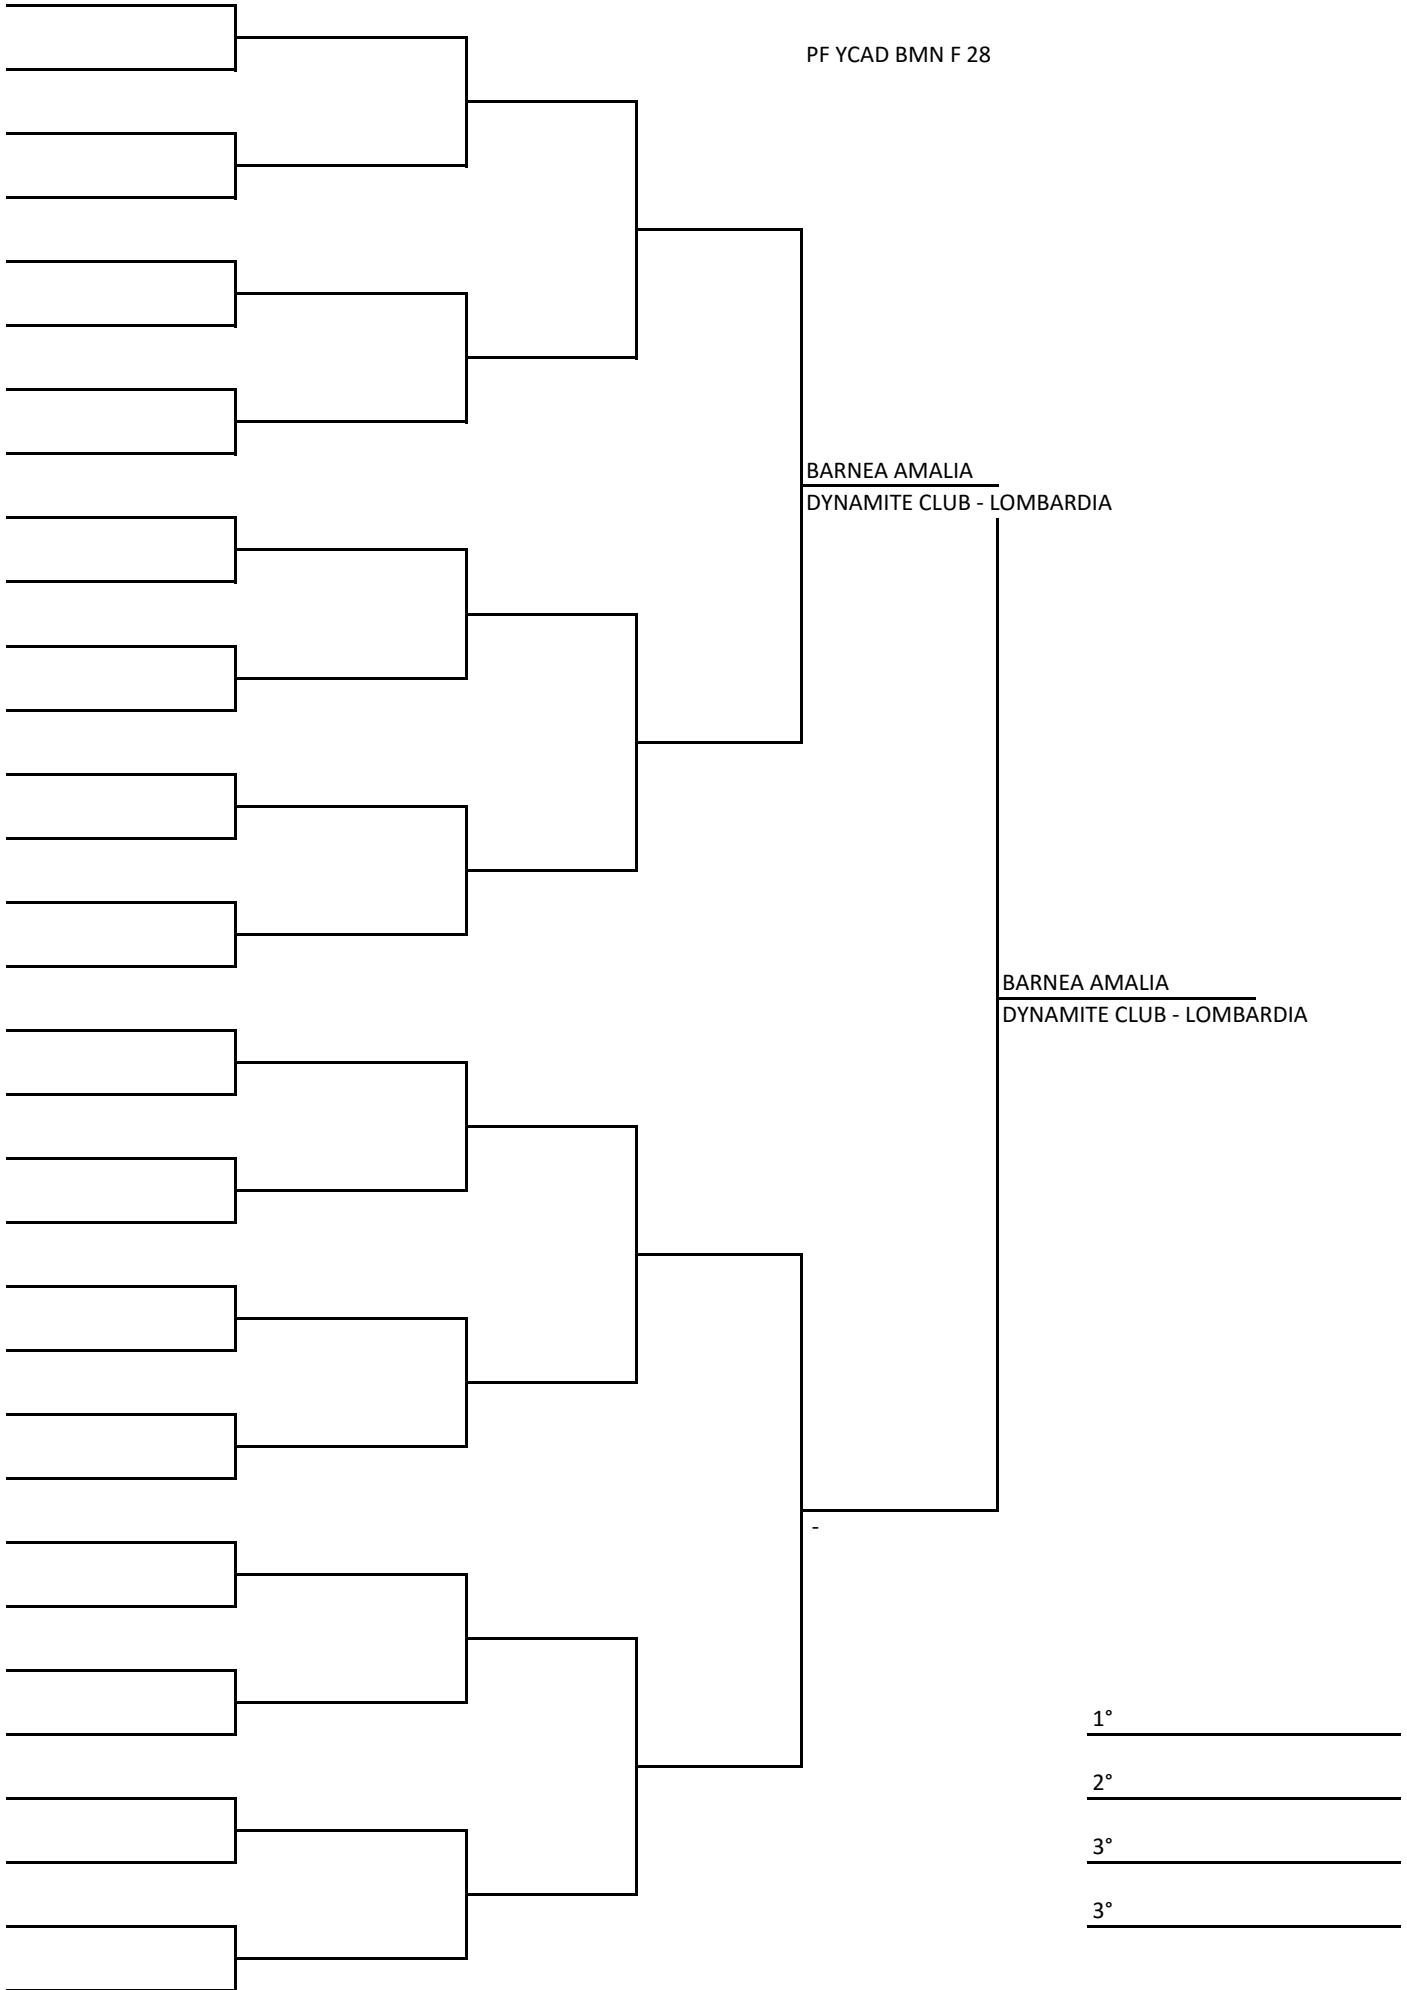 PF YCAD BMN F 28
BARNEA AMALIA
DYNAMITE CLUB - LOMBARDIA
BARNEA AMALIA
DYNAMITE CLUB - LOMBARDIA
-
1°
2°
3°
3°